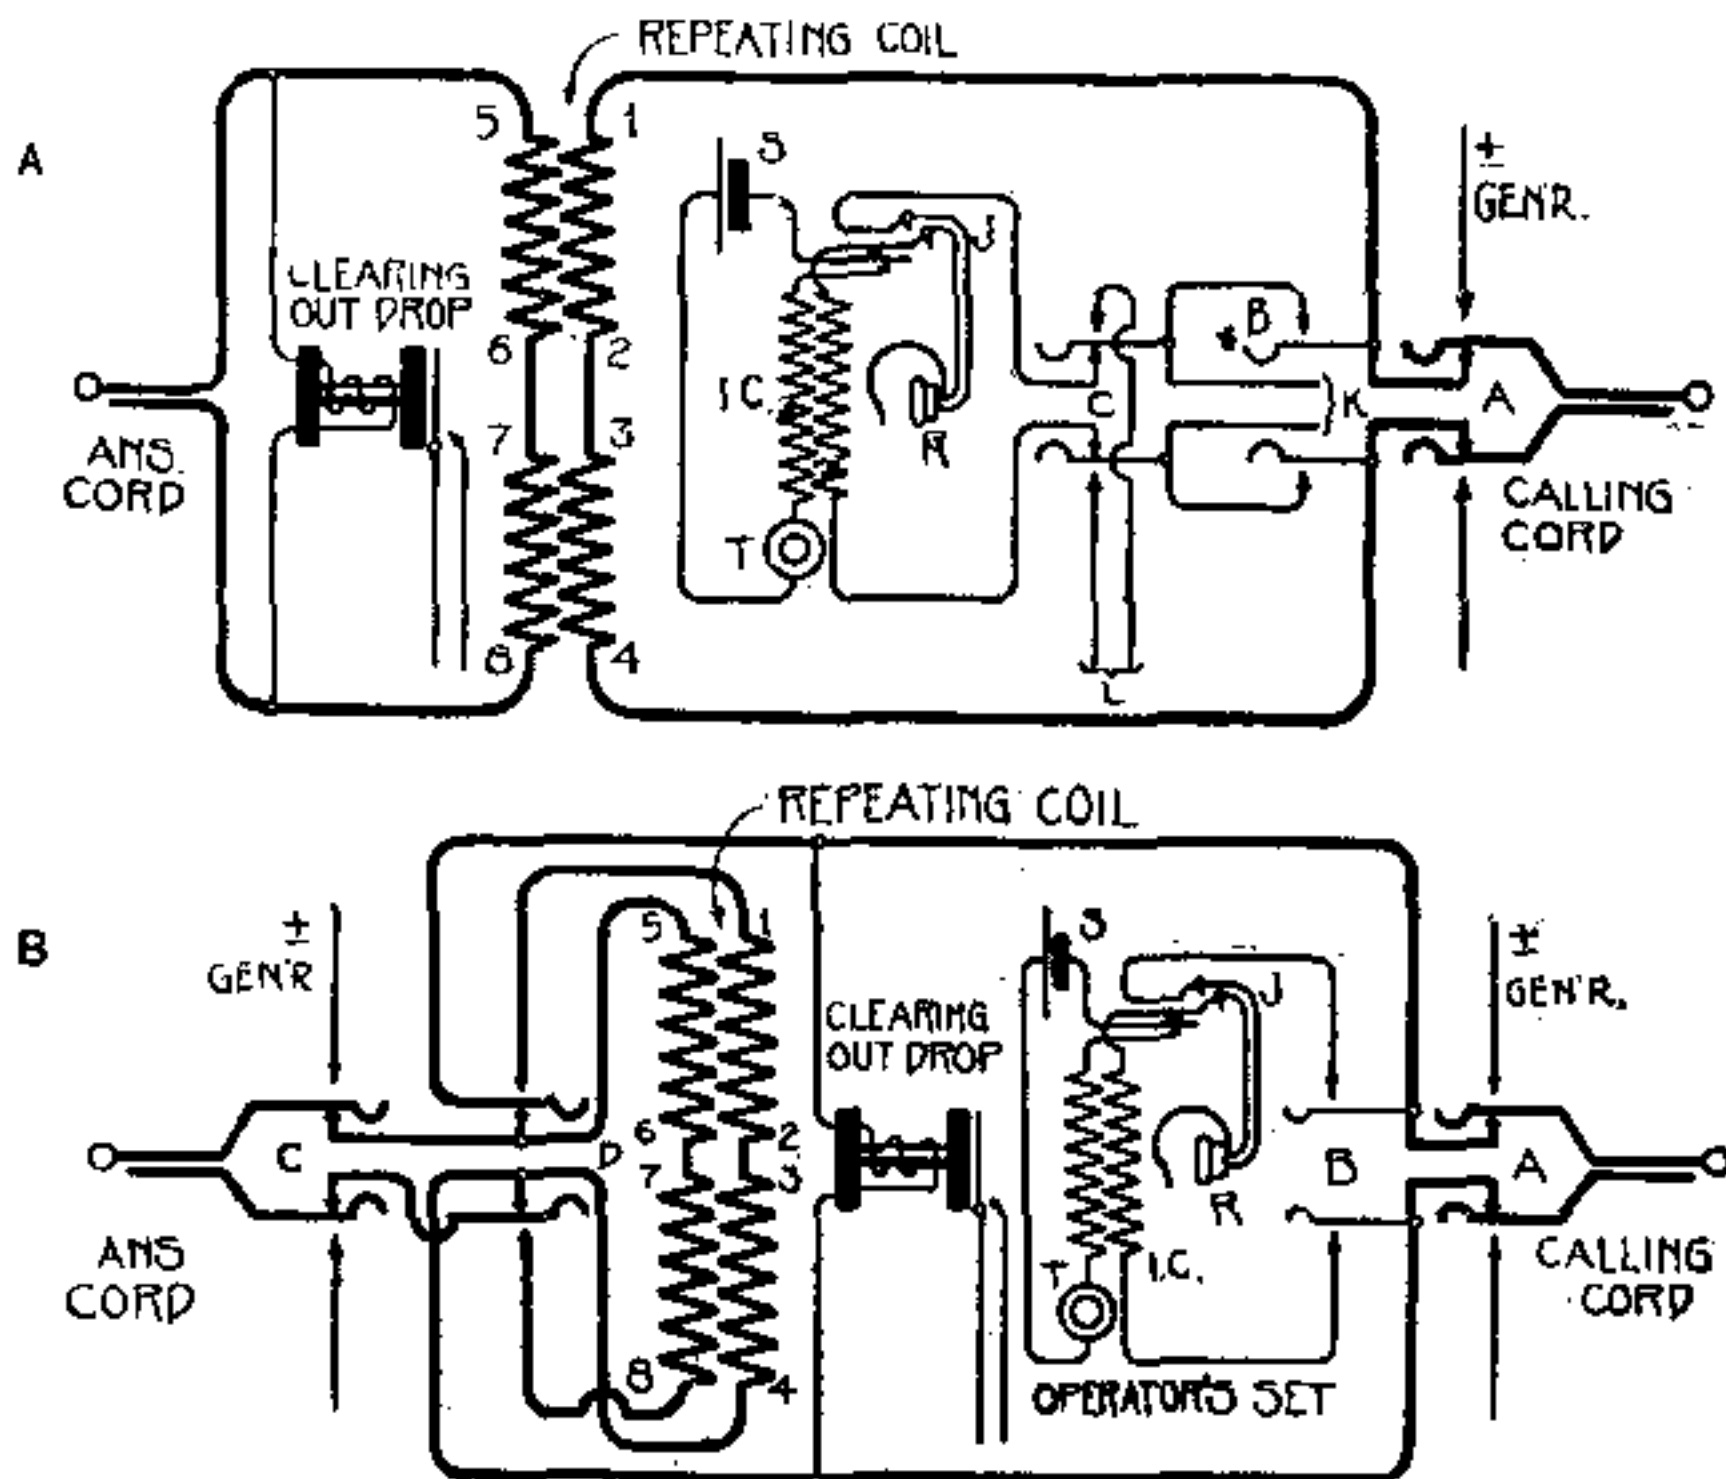 REPEATING COIL
A
5
1
S
±
GEN'R.
J
CLEARING
OUT DROP
6
2
B
I.C.
C
K
A
7
3
R
ANS.
CORD
T
CALLING
CORD
8
4
L
REPEATING COIL
B
±
GEN'R
5
1
S
J
±
GEN'R.
CLEARING
OUT DROP
6
2
C
D
7
3
B
A
R
ANS
CORD
T
I.C.
CALLING
CORD
8
4
OPERATOR'S SET